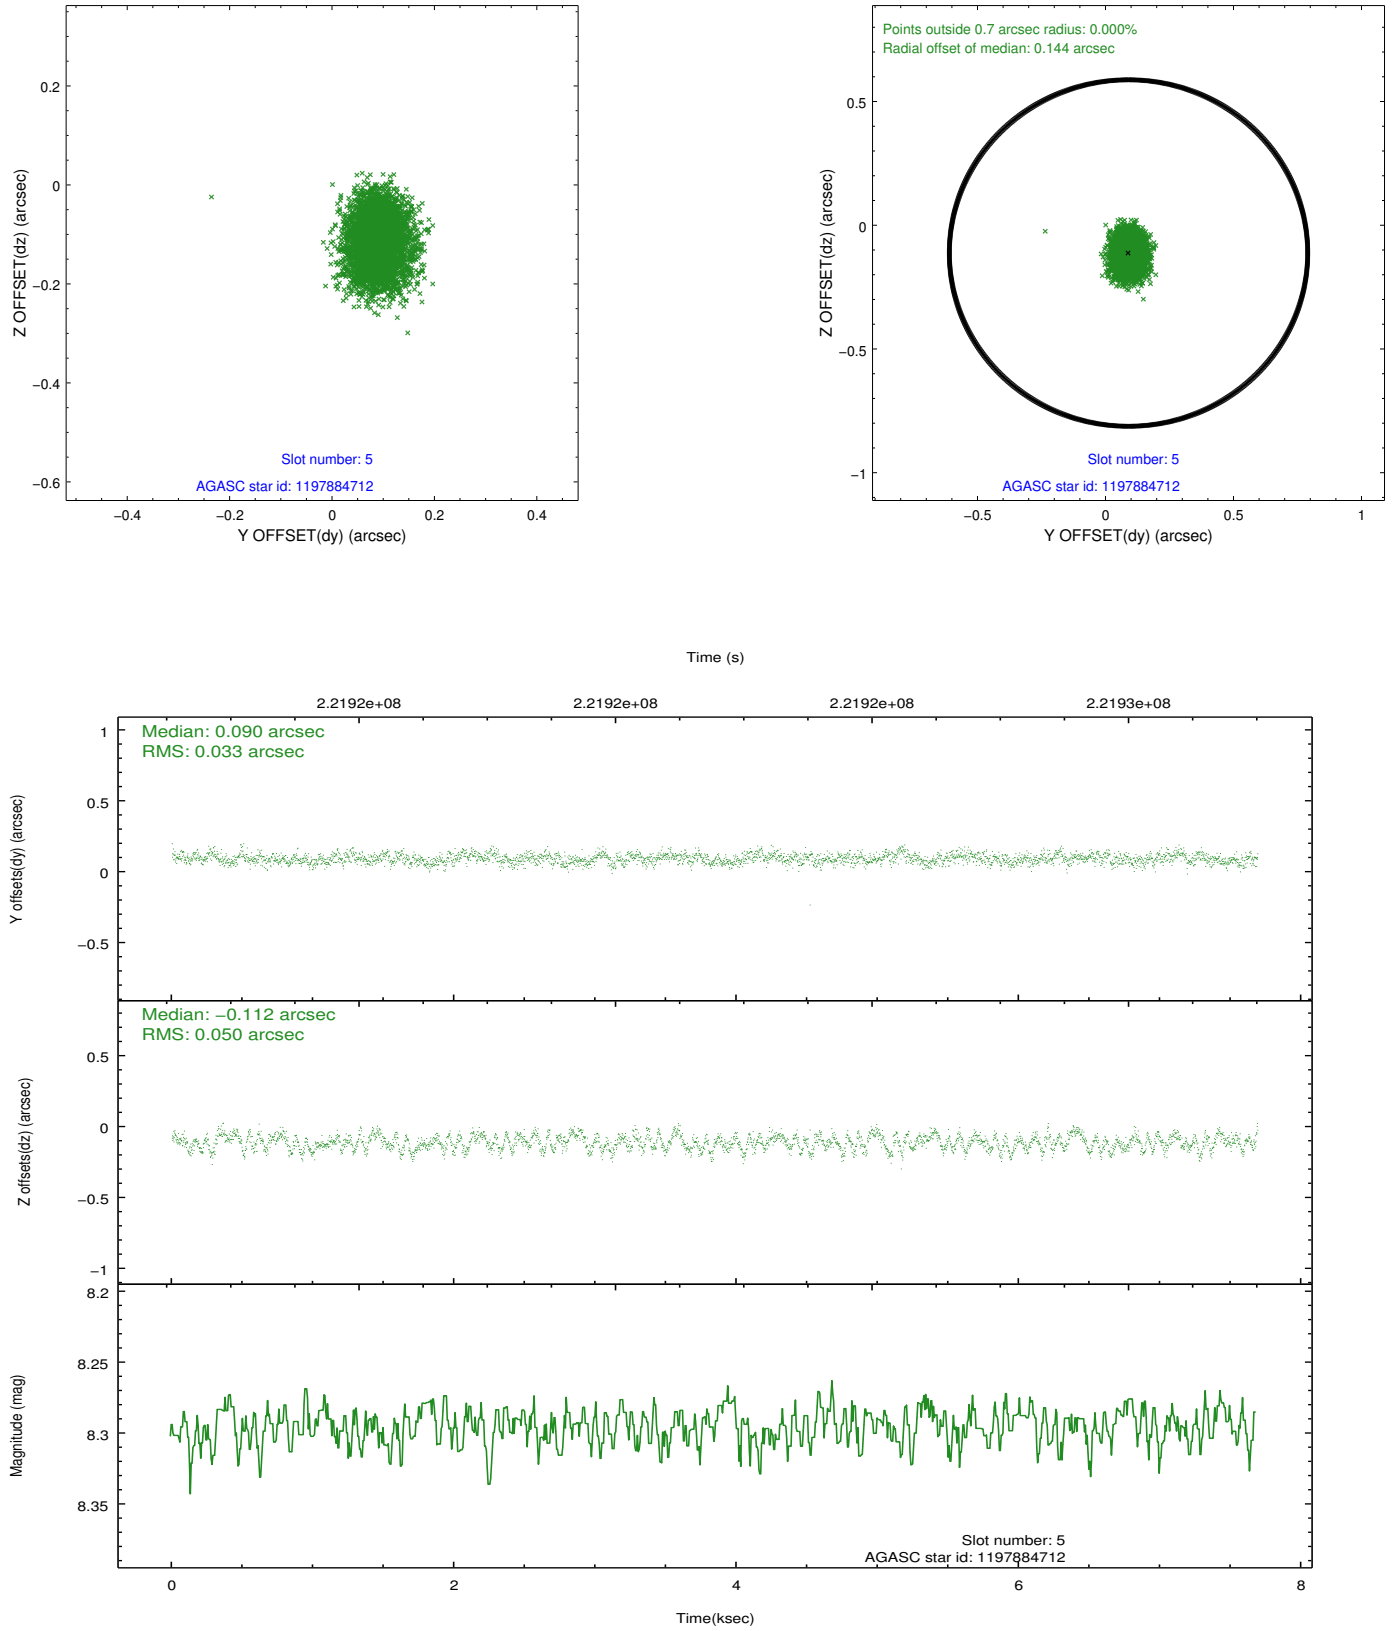 0.2
0
−0.2
−0.4
−0.6
Z OFFSET(dz) (arcsec)
Slot number: 5
AGASC star id: 1197884712
−0.4 −0.2 0 0.2 0.4
Y OFFSET(dy) (arcsec)
Points outside 0.7 arcsec radius: 0.000%
Radial offset of median: 0.144 arcsec
0.5
0
−0.5
−1
Z OFFSET(dz) (arcsec)
Slot number: 5
AGASC star id: 1197884712
−0.5 0 0.5 1
Y OFFSET(dy) (arcsec)
Time (s)
2.2192e+08 2.2192e+08 2.2192e+08 2.2193e+08
Median: 0.090 arcsec
RMS: 0.033 arcsec
1
0.5
0
−0.5
Y offsets(dy) (arcsec)
Median: −0.112 arcsec
RMS: 0.050 arcsec
0.5
0
−0.5
−1
Z offsets(dz) (arcsec)
8.2
8.25
8.3
8.35
Magnitude (mag)
Slot number: 5
AGASC star id: 1197884712
0 2 4 6 8
Time(ksec)